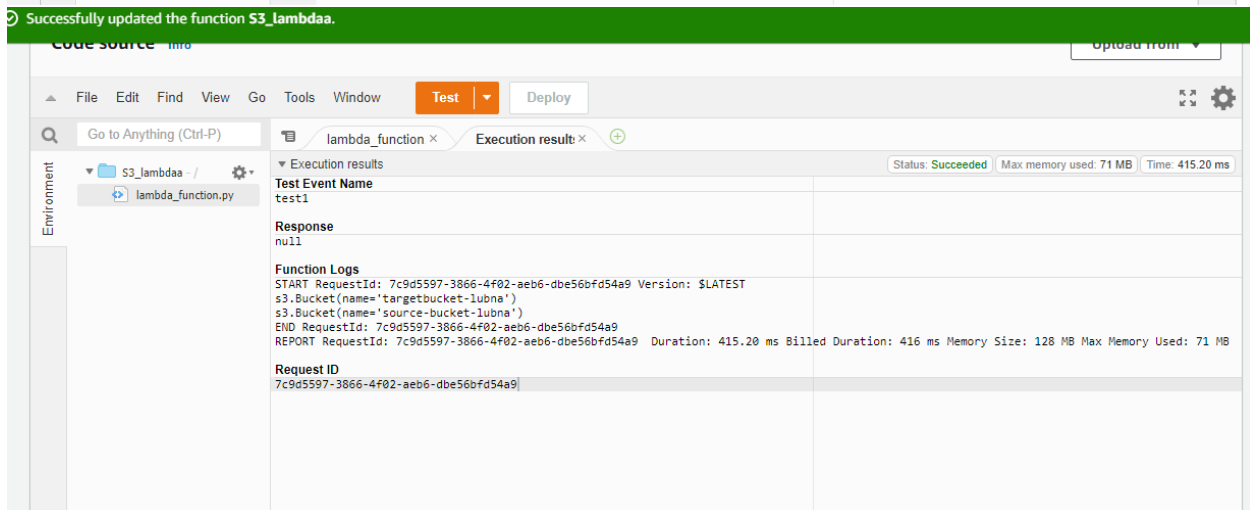 Successfully updated the function S3_lambdaa.
Code source Info
Upload from
File Edit Find View Go Tools Window Test Deploy
Go to Anything (Ctrl-P)
lambda_function × Execution result: ×
Environment
S3_lambdaa - /
lambda_function.py
Execution results
Status: Succeeded Max memory used: 71 MB Time: 415.20 ms
Test Event Name
test1
Response
null
Function Logs
START RequestId: 7c9d5597-3866-4f02-aeb6-dbe56bfd54a9 Version: $LATEST
s3.Bucket(name='targetbucket-lubna')
s3.Bucket(name='source-bucket-lubna')
END RequestId: 7c9d5597-3866-4f02-aeb6-dbe56bfd54a9
REPORT RequestId: 7c9d5597-3866-4f02-aeb6-dbe56bfd54a9 Duration: 415.20 ms Billed Duration: 416 ms Memory Size: 128 MB Max Memory Used: 71 MB
Request ID
7c9d5597-3866-4f02-aeb6-dbe56bfd54a9